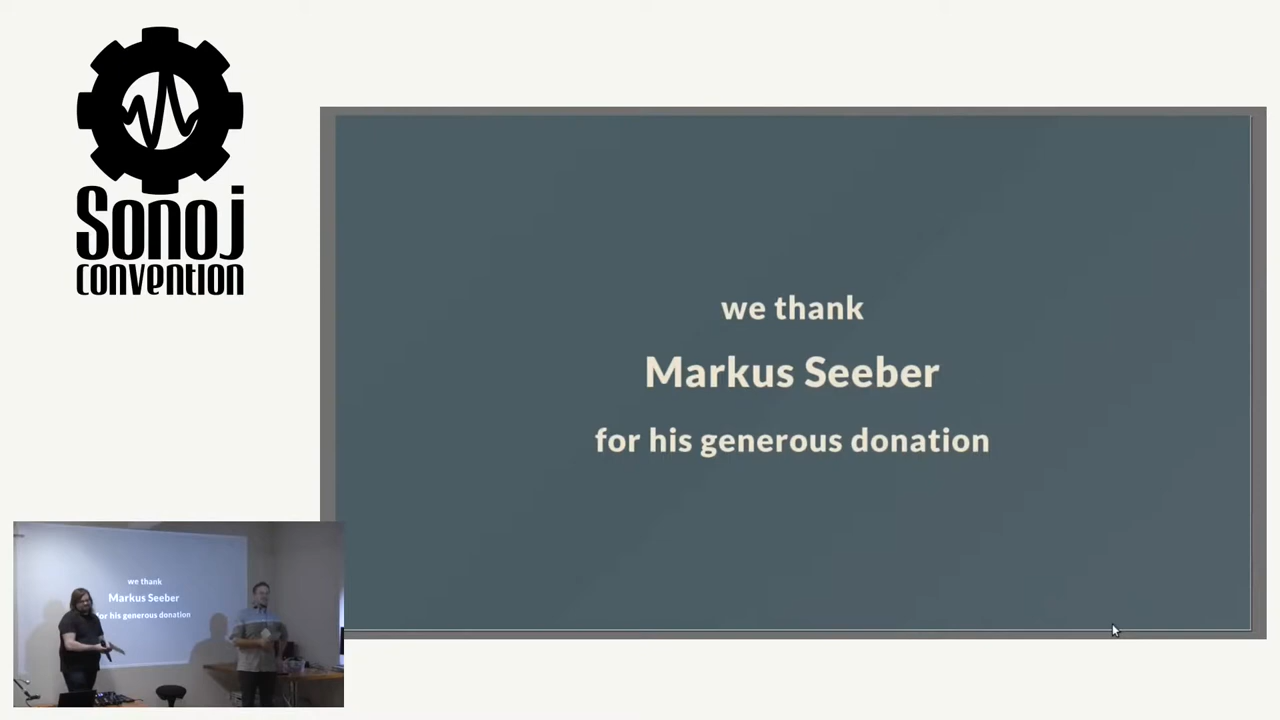 Sonoj
convention
we thank
Markus Seeber
for his generous donation
we thank
Markus Seeber
for his generous donation